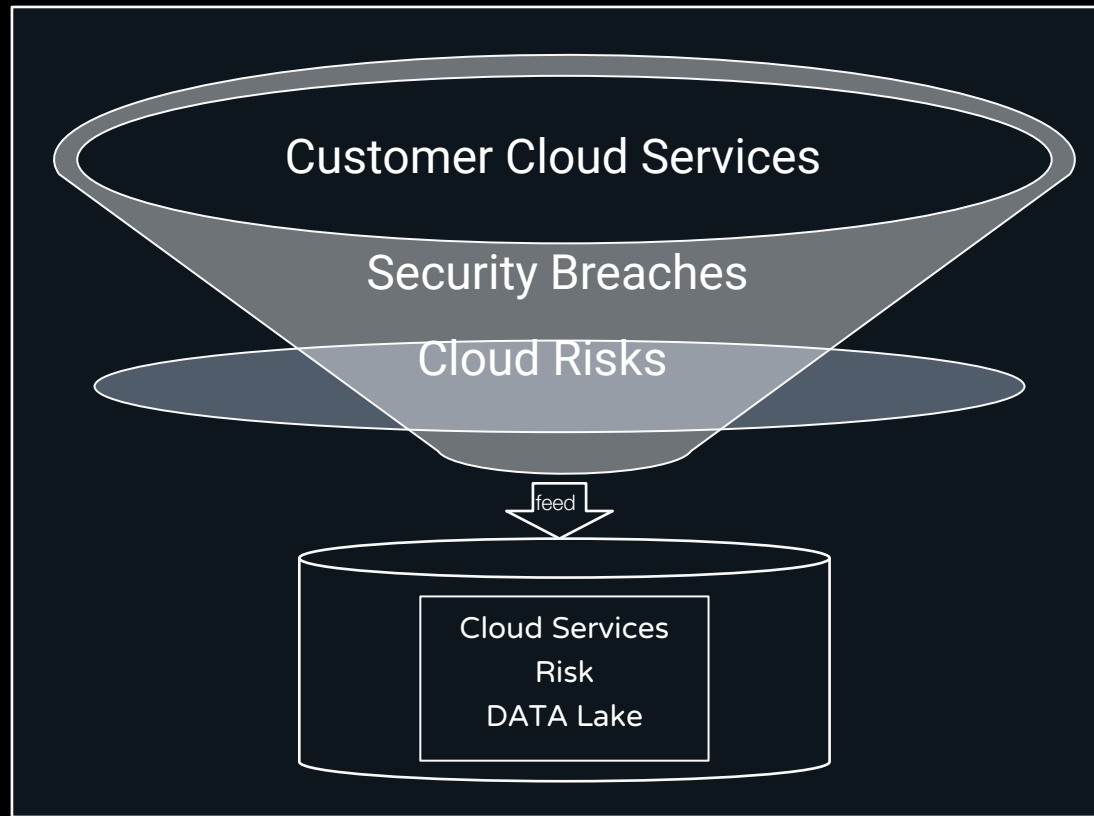 Customer Cloud Services
Security Breaches
Cloud Risks
feed
Cloud Services
Risk
DATA Lake